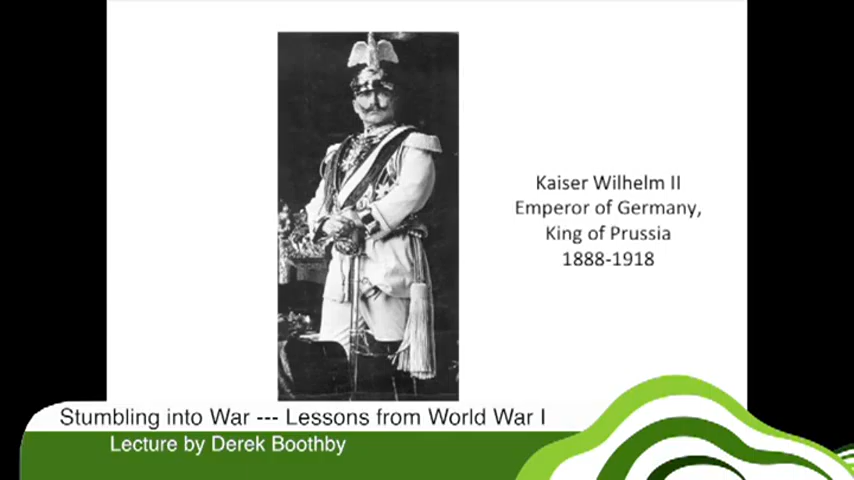 Kaiser Wilhelm II
Emperor of Germany,
King of Prussia
1888-1918
Stumbling into War --- Lessons from World War I
Lecture by Derek Boothby